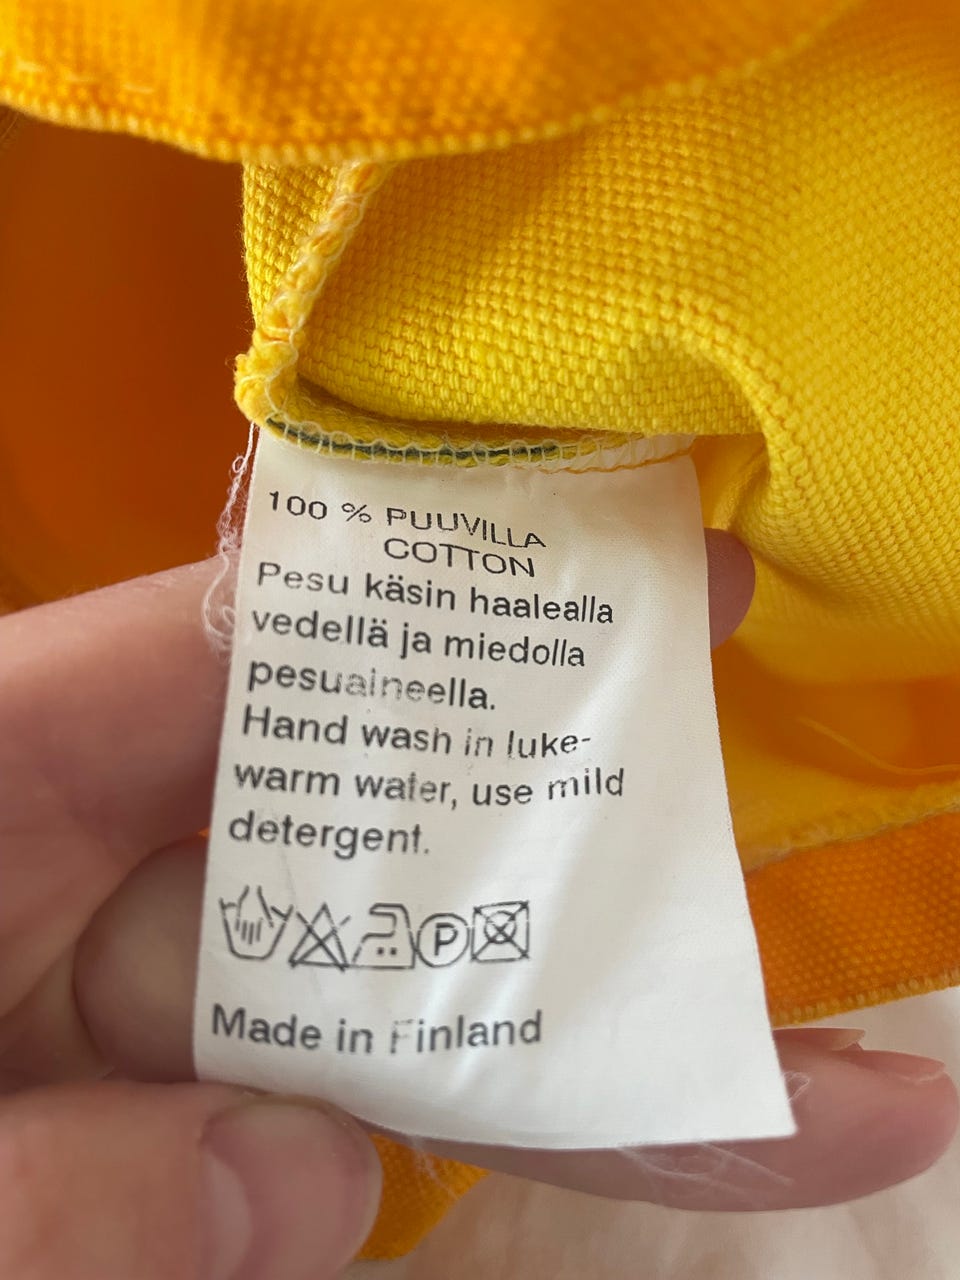 100 % PUUVILLA
COTTON
Pesu käsin haalealla
vedellä ja miedolla
pesuaineella.
Hand wash in luke-
warm water, use mild
detergent.
P
Made in Finland